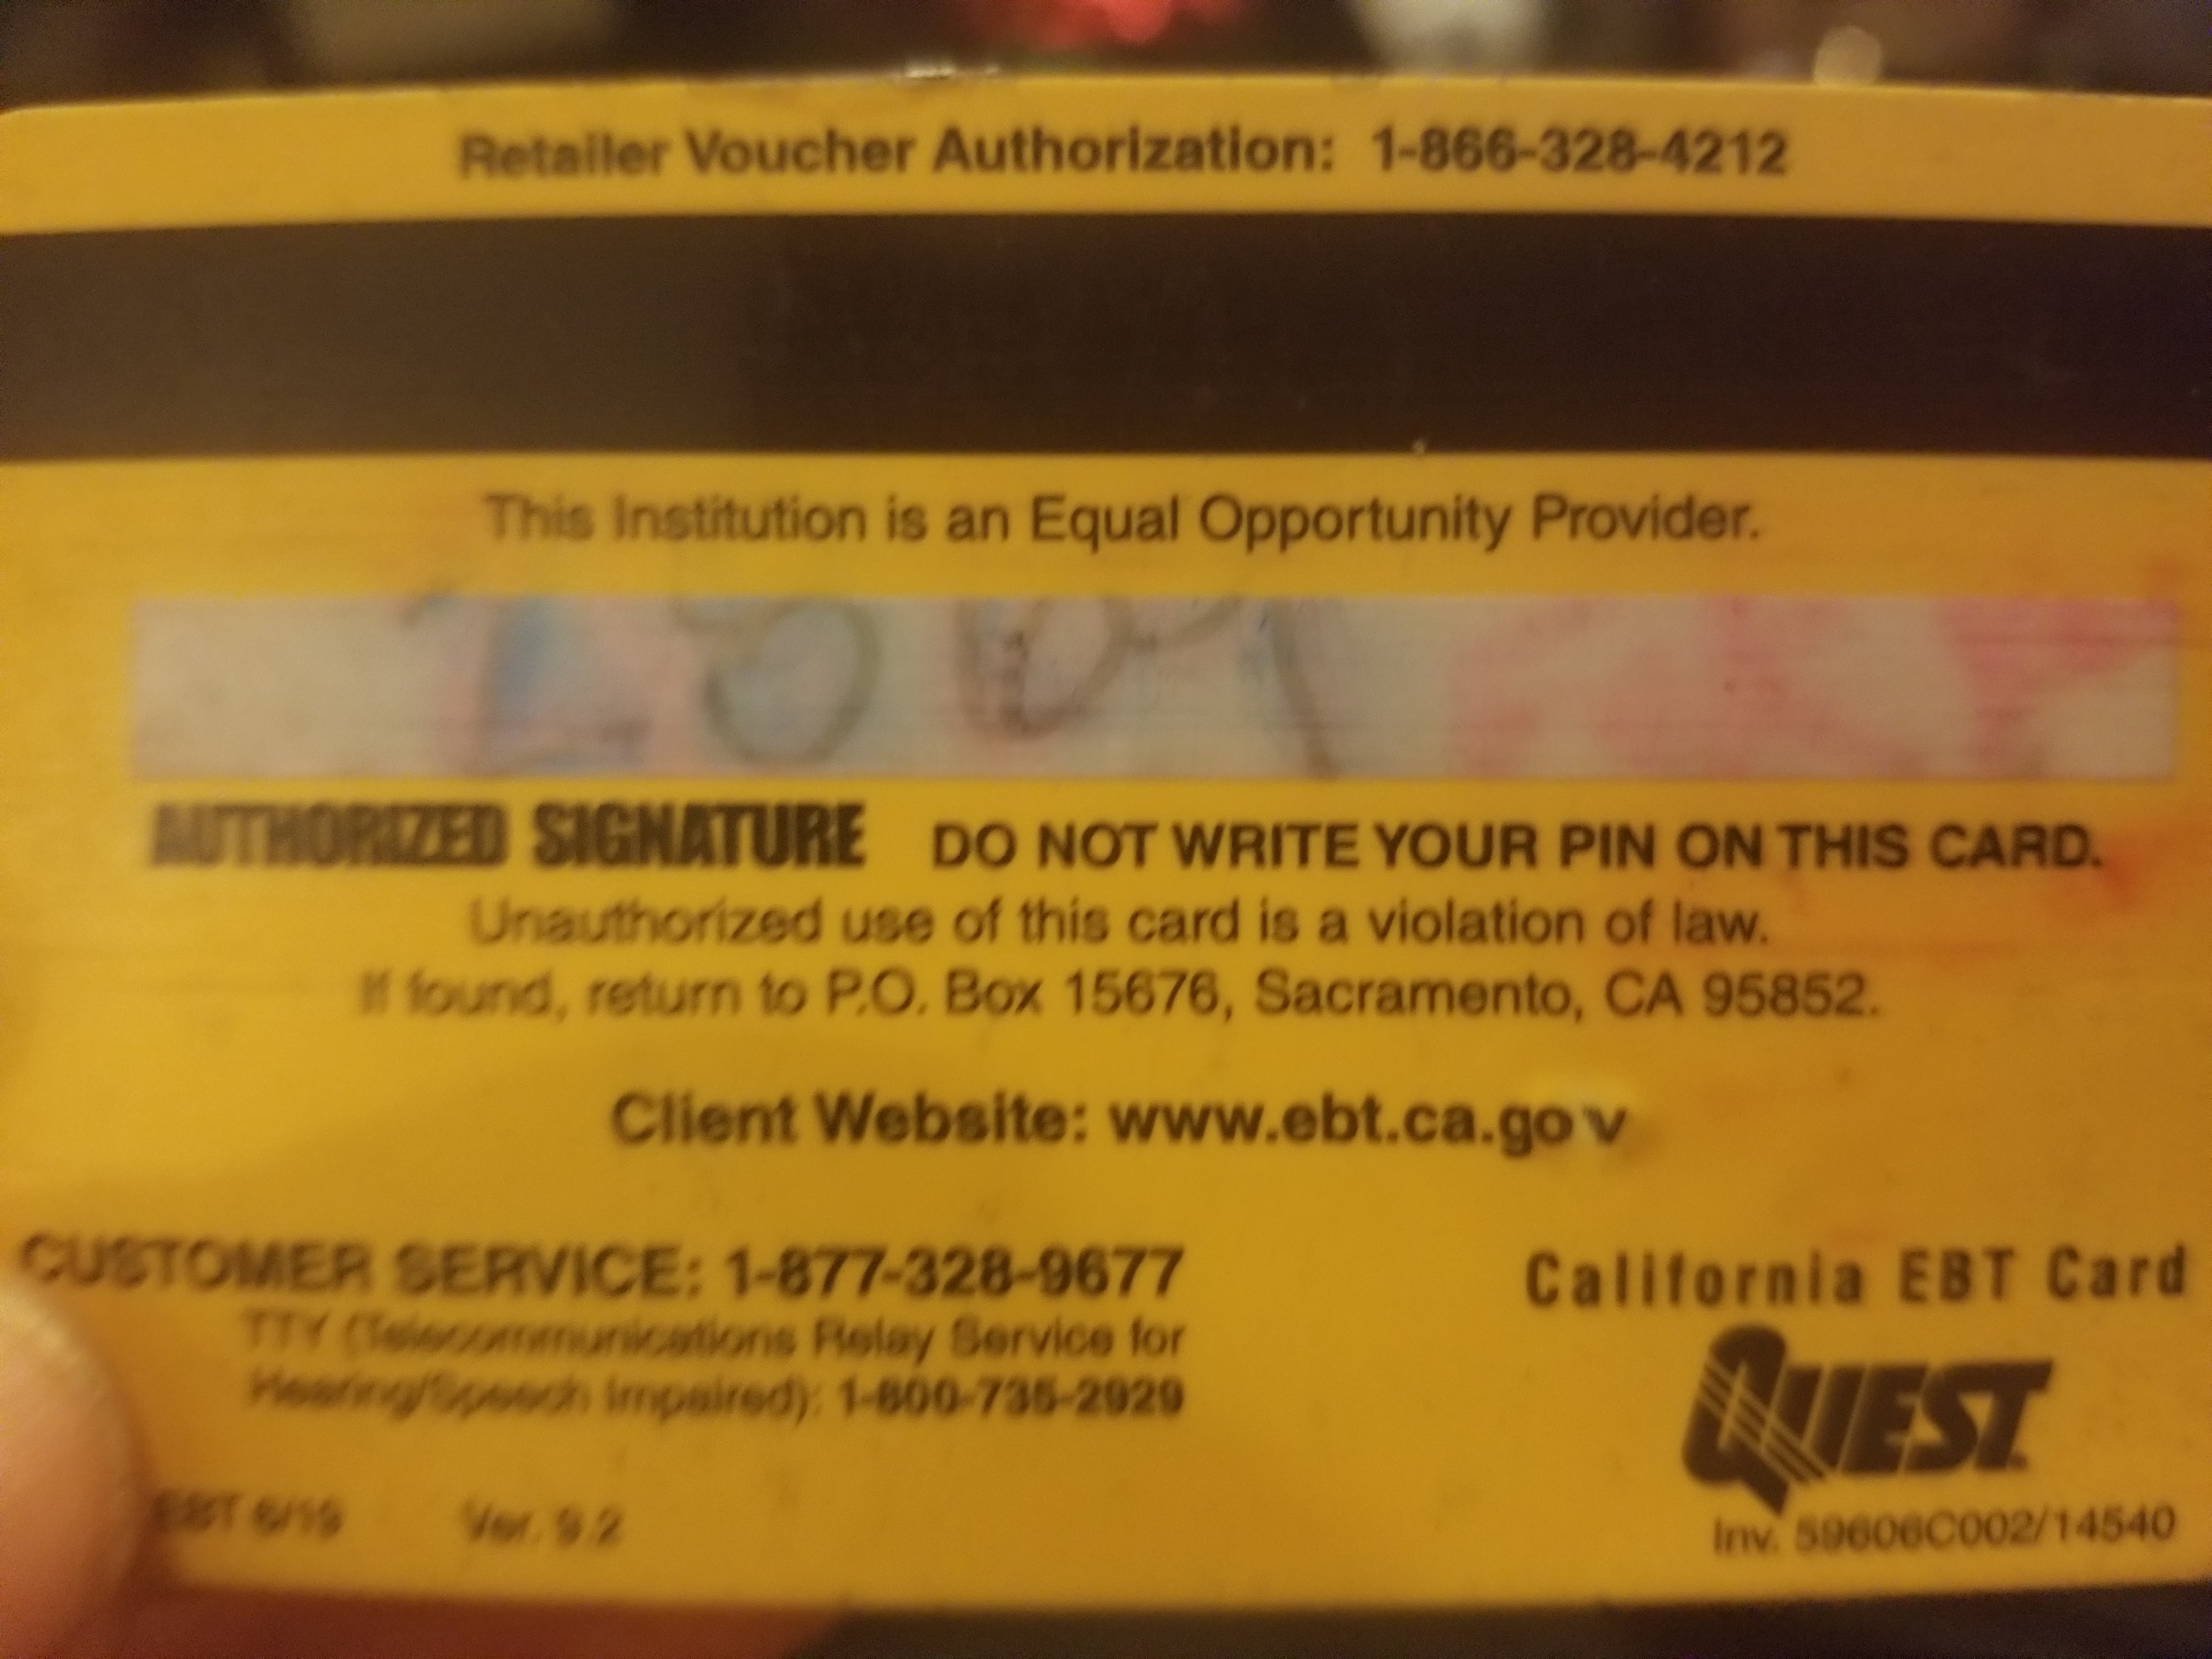 Retailer Voucher Authorization: 1-866-328-4212
This Institution is an Equal Opportunity Provider.
AUTHORIZED SIGNATURE DO NOT WRITE YOUR PIN ON THIS CARD.
Unauthorized use of this card is a violation of law.
If found, return to P.O. Box 15676, Sacramento, CA 95852.
Client Website: www.ebt.ca.gov
CUSTOMER SERVICE: 1-877-328-9677
TTY (Telecommunications Relay Service for
Hearing/Speech Impaired): 1-800-735-2929
California EBT Card
QUEST
EBT 6/19 Ver. 9.2
Inv. 59606C002/14540